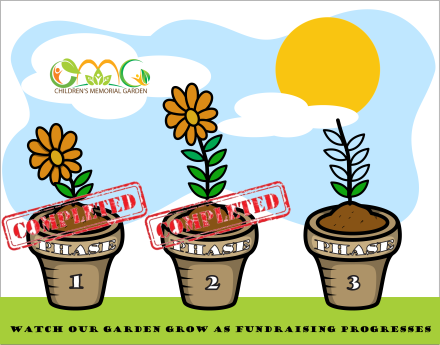 CMG
CHILDREN'S MEMORIAL GARDEN
COMPLETED
COMPLETED
PHASE
1
PHASE
2
PHASE
3
WATCH OUR GARDEN GROW AS FUNDRAISING PROGRESSES